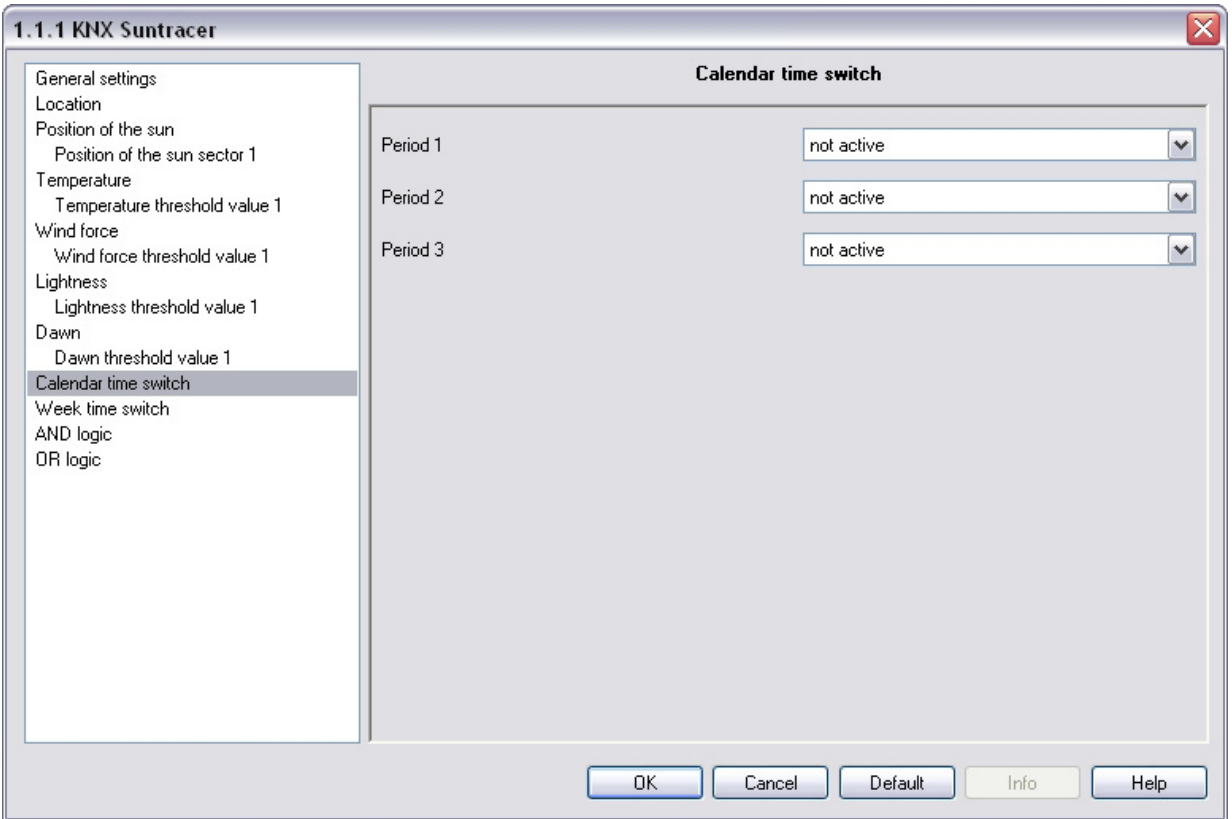 1.1.1 KNX Suntracer
General settings
Location
Position of the sun
Position of the sun sector 1
Temperature
Temperature threshold value 1
Wind force
Wind force threshold value 1
Lightness
Lightness threshold value 1
Dawn
Dawn threshold value 1
Calendar time switch
Week time switch
AND logic
OR logic
Calendar time switch
Period 1 not active
Period 2 not active
Period 3 not active
OK Cancel Default Info Help